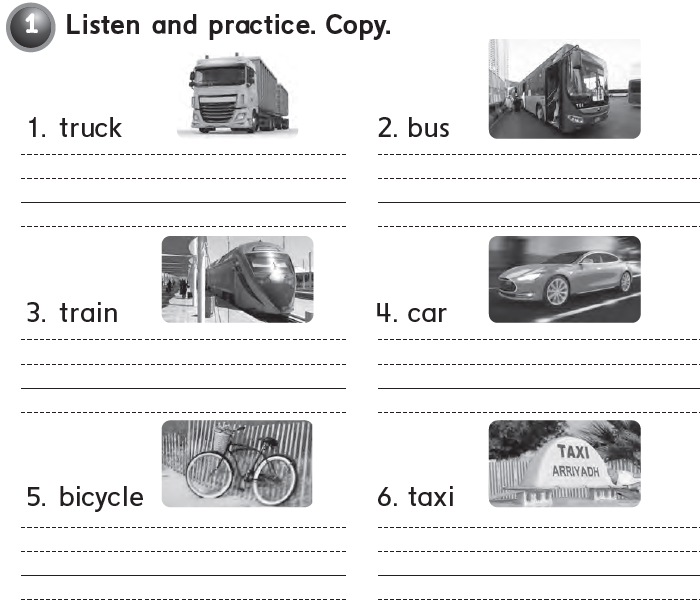 1 Listen and practice. Copy.
1. truck
2. bus
3. train
4. car
5. bicycle
6. taxi
TAXI
ARRIYADH